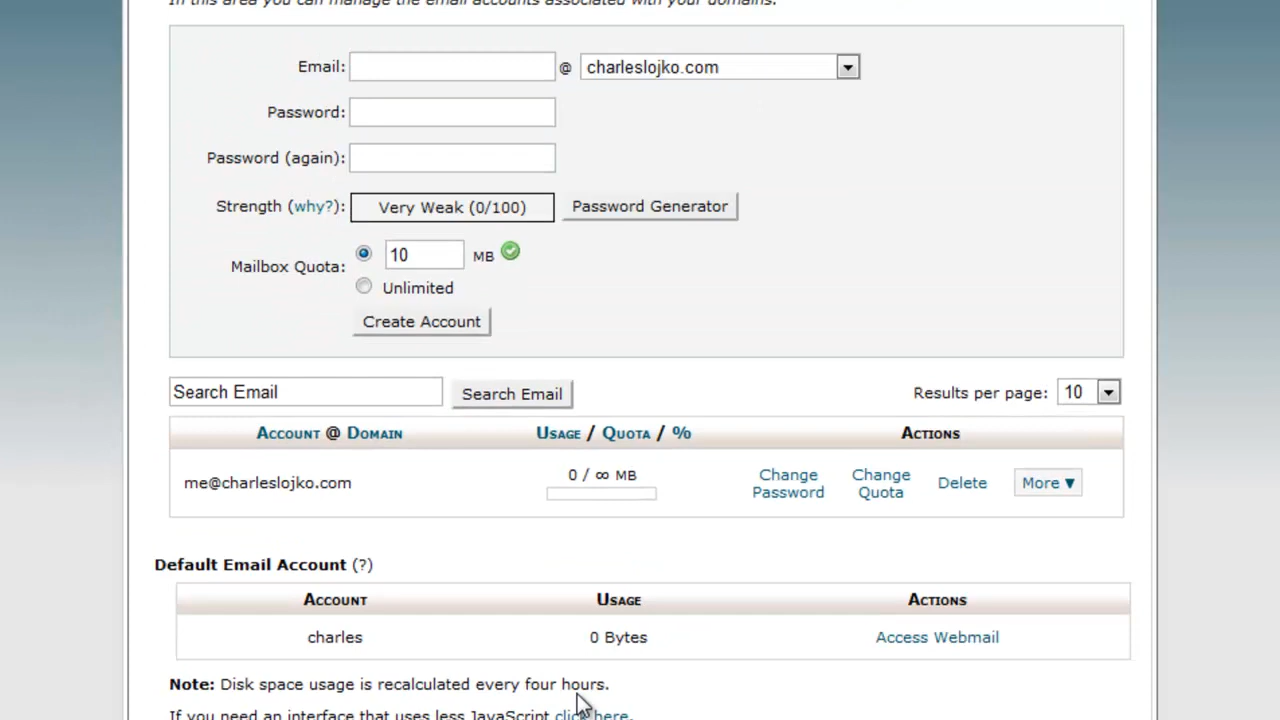 In this area you can manage the email accounts associated with your domains.
Email: @ charleslojko.com
Password:
Password (again):
Strength (why?): Very Weak (0/100) Password Generator
Mailbox Quota: 10 MB
Unlimited
Create Account
Search Email Search Email Results per page: 10
Account @ Domain Usage / Quota / % Actions
me@charleslojko.com 0 / ∞ MB Change Password Change Quota Delete More ▼
Default Email Account (?)
Account Usage Actions
charles 0 Bytes Access Webmail
Note: Disk space usage is recalculated every four hours.
If you need an interface that uses less JavaScript click here.